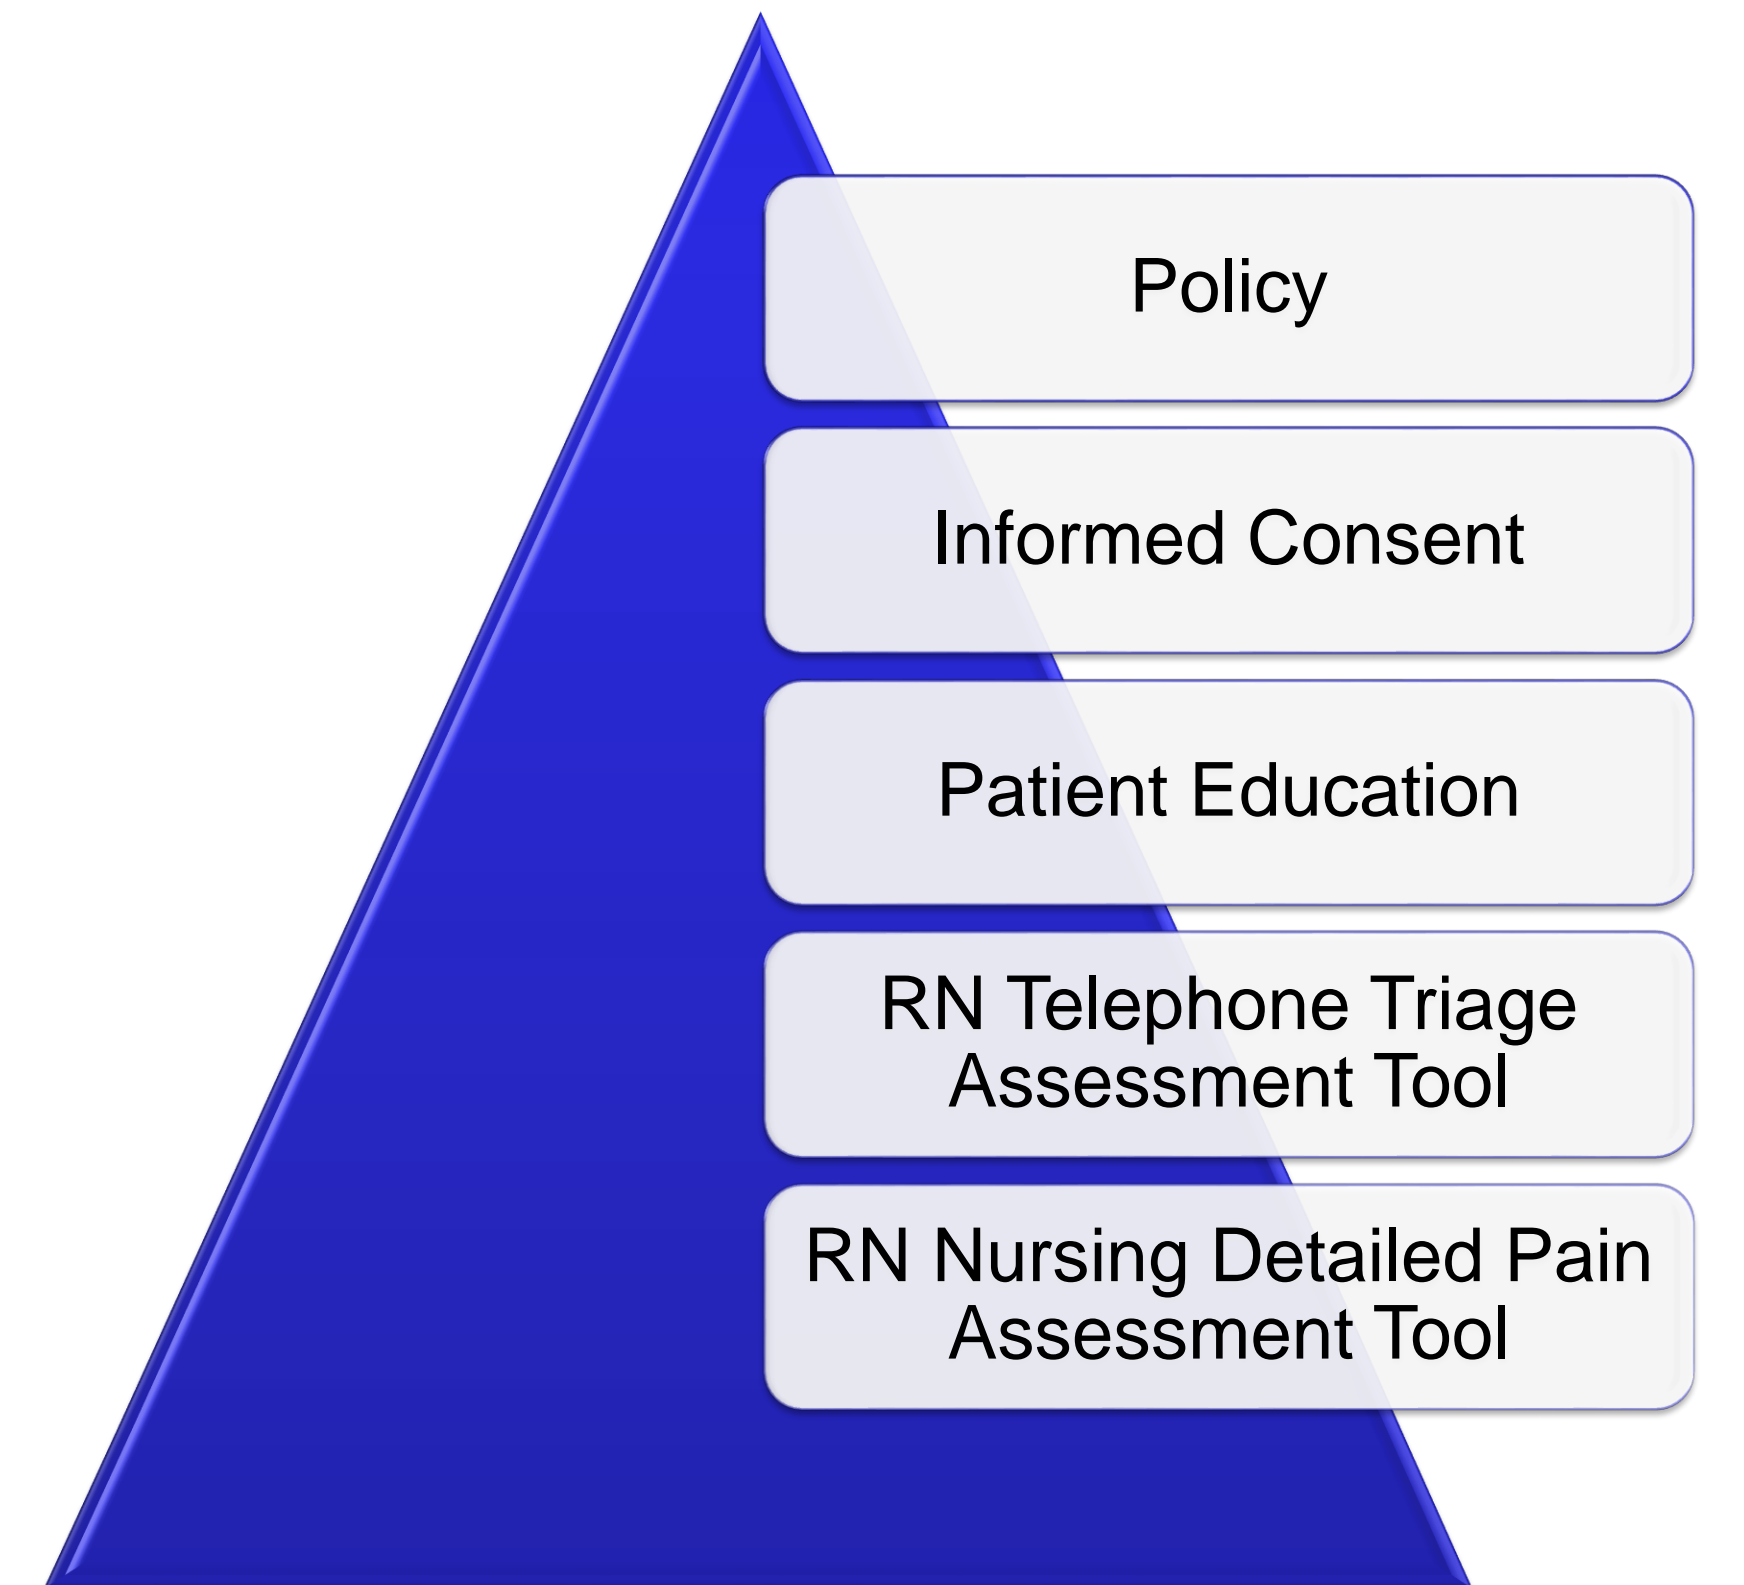 Policy
Informed Consent
Patient Education
RN Telephone Triage
Assessment Tool
RN Nursing Detailed Pain
Assessment Tool